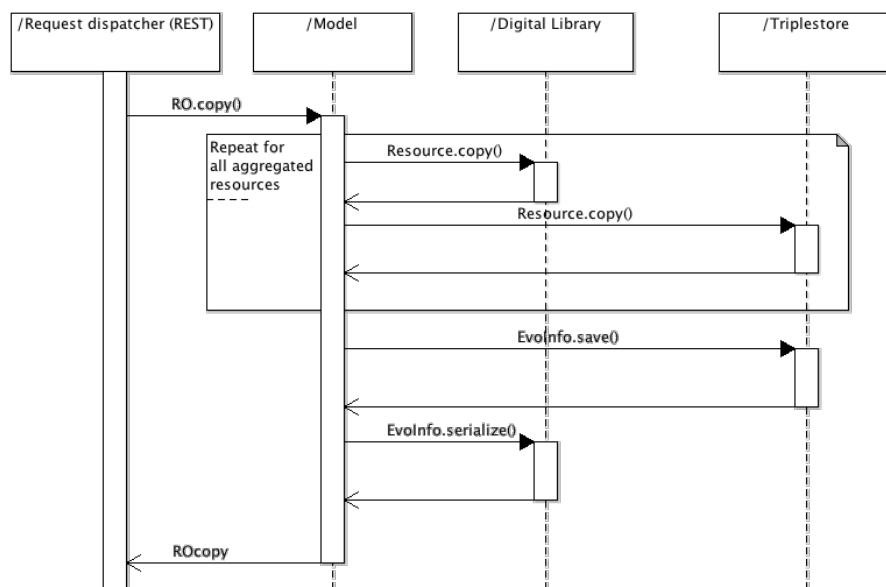 /Request dispatcher (REST)
/Model
/Digital Library
/Triplestore
RO.copy()
Repeat for
all aggregated
resources
Resource.copy()
Resource.copy()
EvoInfo.save()
EvoInfo.serialize()
ROcopy